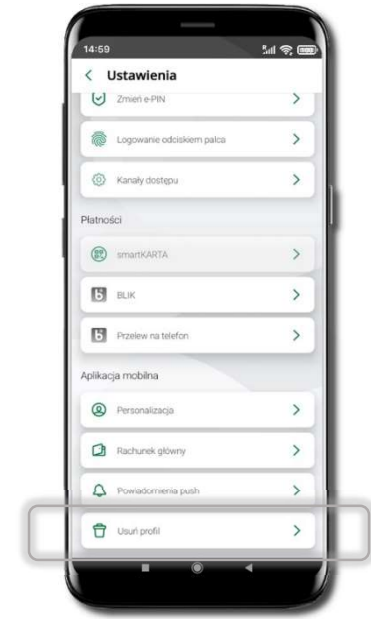 14:59
Ustawienia
Zmień e-PIN
Logowanie odciskiem palca
Kanały dostępu
Płatności
smartKARTA
BLIK
Przelew na telefon
Aplikacja mobilna
Personalizacja
Rachunek główny
Powiadomienia push
Usuń profil